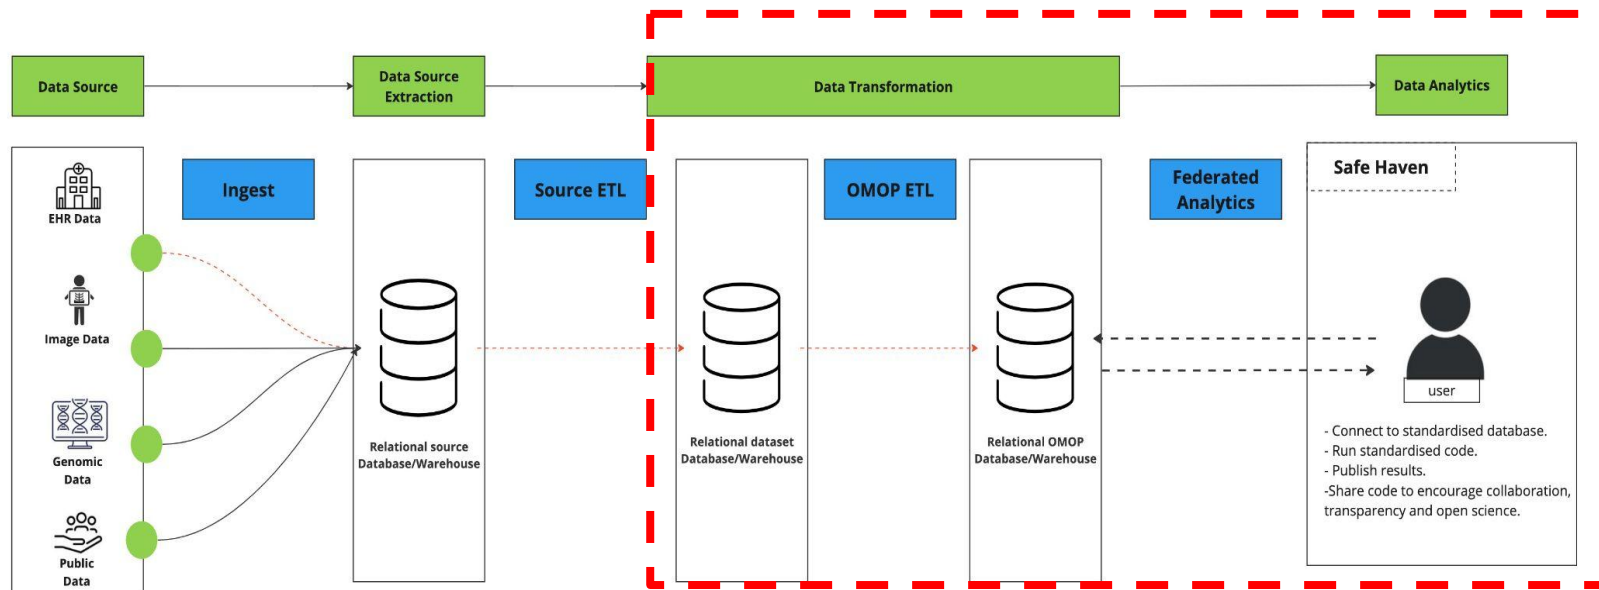 Data Source
Data Source
Extraction
Data Transformation
Data Analytics
Ingest
Source ETL
OMOP ETL
Federated
Analytics
Safe Haven
EHR Data
Image Data
Genomic
Data
Public
Data
Relational source
Database/Warehouse
Relational dataset
Database/Warehouse
Relational OMOP
Database/Warehouse
user
- Connect to standardised database.
- Run standardised code.
- Publish results.
-Share code to encourage collaboration,
transparency and open science.